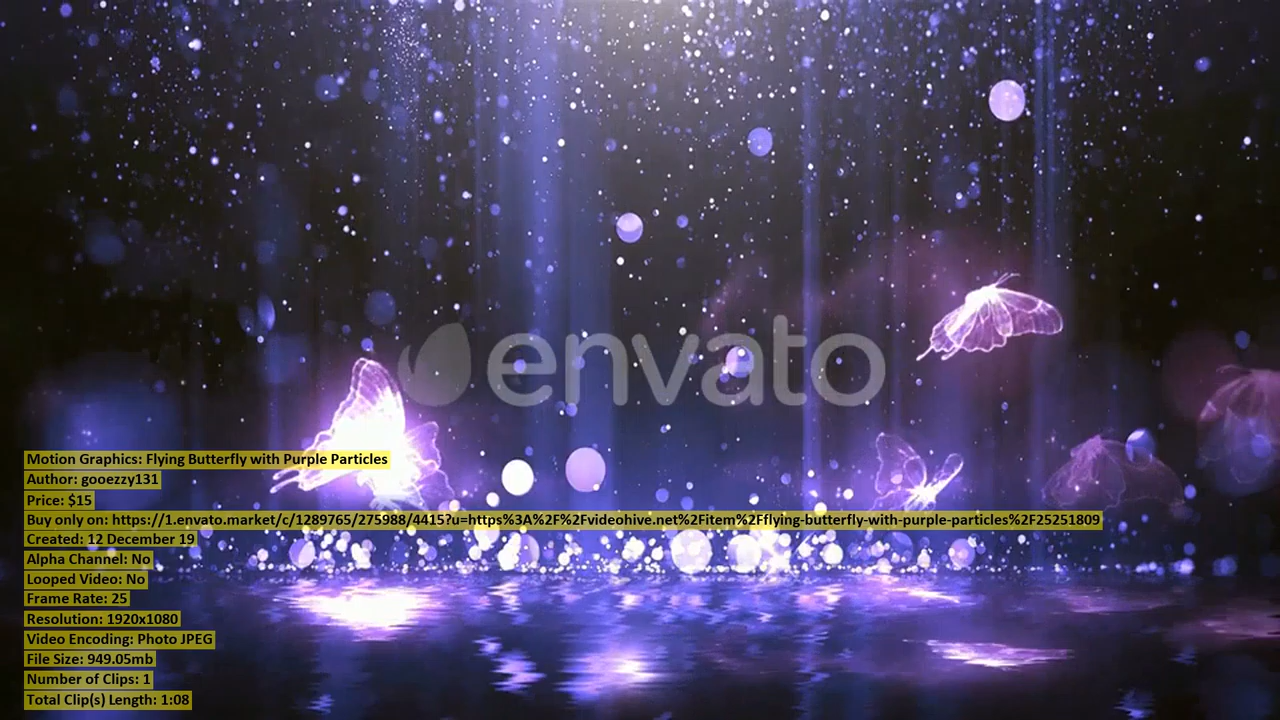 envato
Motion Graphics: Flying Butterfly with Purple Particles
Author: gooezzy131
Price: $15
Buy only on: https://1.envato.market/c/1289765/275988/4415?u=https%3A%2F%2Fvideohive.net%2Fitem%2Fflying-butterfly-with-purple-particles%2F25251809
Created: 12 December 19
Alpha Channel: No
Looped Video: No
Frame Rate: 25
Resolution: 1920x1080
Video Encoding: Photo JPEG
File Size: 949.05mb
Number of Clips: 1
Total Clip(s) Length: 1:08